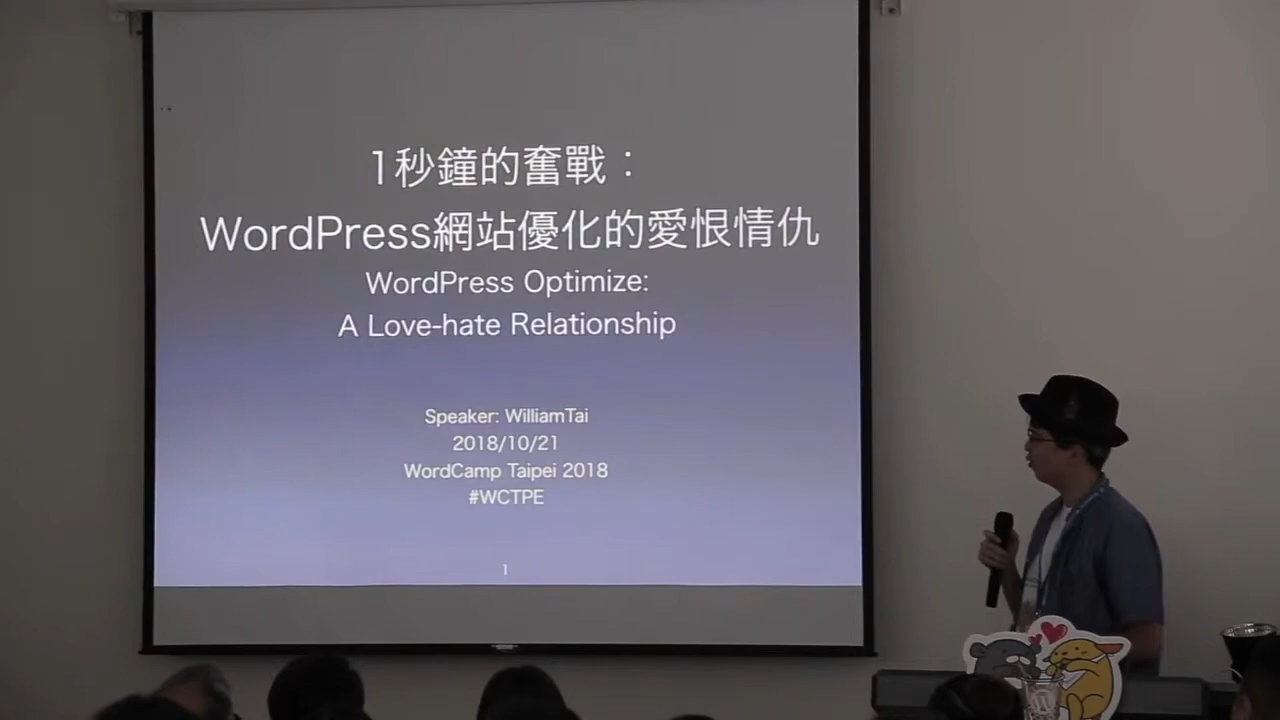 1秒鐘的奮戰：
WordPress網站優化的愛恨情仇
WordPress Optimize:
A Love-hate Relationship
Speaker: WilliamTai
2018/10/21
WordCamp Taipei 2018
#WCTPE
1